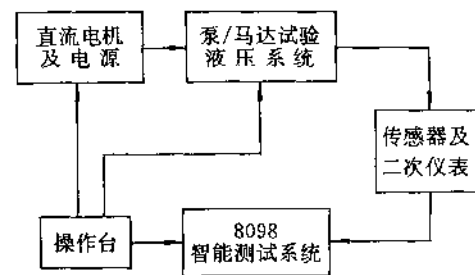 直流电机
及电源
泵/马达试验
液压系统
传感器及
二次仪表
操作台
8098
智能测试系统